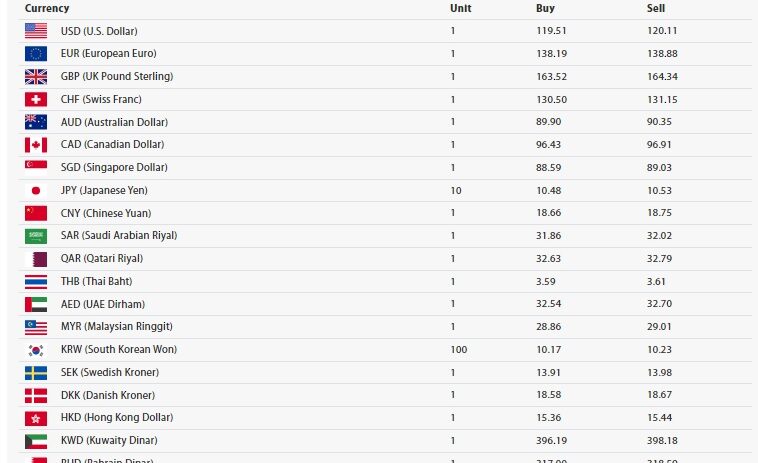 Currency Unit Buy Sell
USD (U.S. Dollar) 1 119.51 120.11
EUR (European Euro) 1 138.19 138.88
GBP (UK Pound Sterling) 1 163.52 164.34
CHF (Swiss Franc) 1 130.50 131.15
AUD (Australian Dollar) 1 89.90 90.35
CAD (Canadian Dollar) 1 96.43 96.91
SGD (Singapore Dollar) 1 88.59 89.03
JPY (Japanese Yen) 10 10.48 10.53
CNY (Chinese Yuan) 1 18.66 18.75
SAR (Saudi Arabian Riyal) 1 31.86 32.02
QAR (Qatari Riyal) 1 32.63 32.79
THB (Thai Baht) 1 3.59 3.61
AED (UAE Dirham) 1 32.54 32.70
MYR (Malaysian Ringgit) 1 28.86 29.01
KRW (South Korean Won) 100 10.17 10.23
SEK (Swedish Kroner) 1 13.91 13.98
DKK (Danish Kroner) 1 18.58 18.67
HKD (Hong Kong Dollar) 1 15.36 15.44
KWD (Kuwaity Dinar) 1 396.19 398.18
BHD (Bahrain Dinar) 1